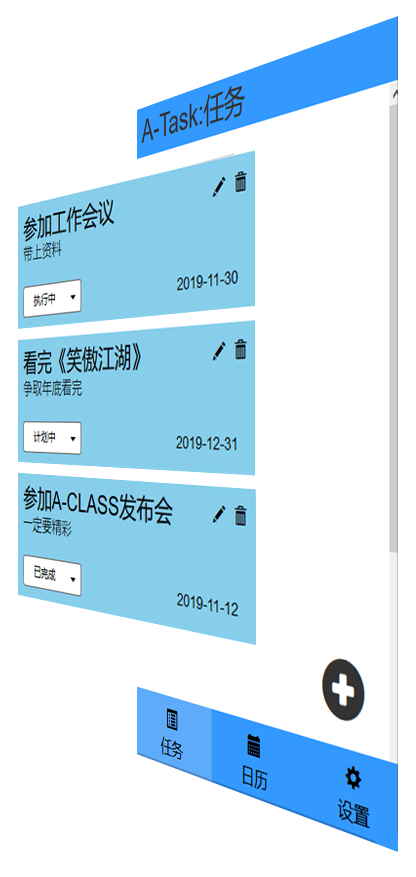 A-Task:任务
参加工作会议
带上资料
执行中
2019-11-30
看完《笑傲江湖》
争取年底看完
计划中
2019-12-31
参加A-CLASS发布会
一定要精彩
已完成
2019-11-12
任务
日历
设置